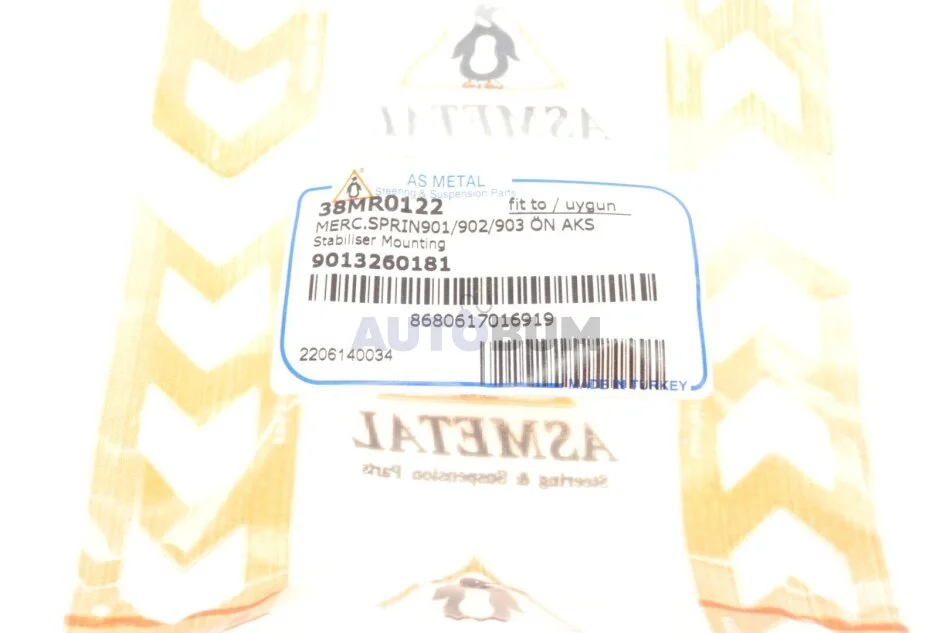 ASMETAL
AS METAL
Steering & Suspension Parts
38MR0122 fit to / uygun
MERC.SPRIN901/902/903 ÖN AKS
Stabiliser Mounting
9013260181
8680617016919
AUTOBUM
2206140034
MADE IN TURKEY
ASMETAL
Steering & Suspension Parts